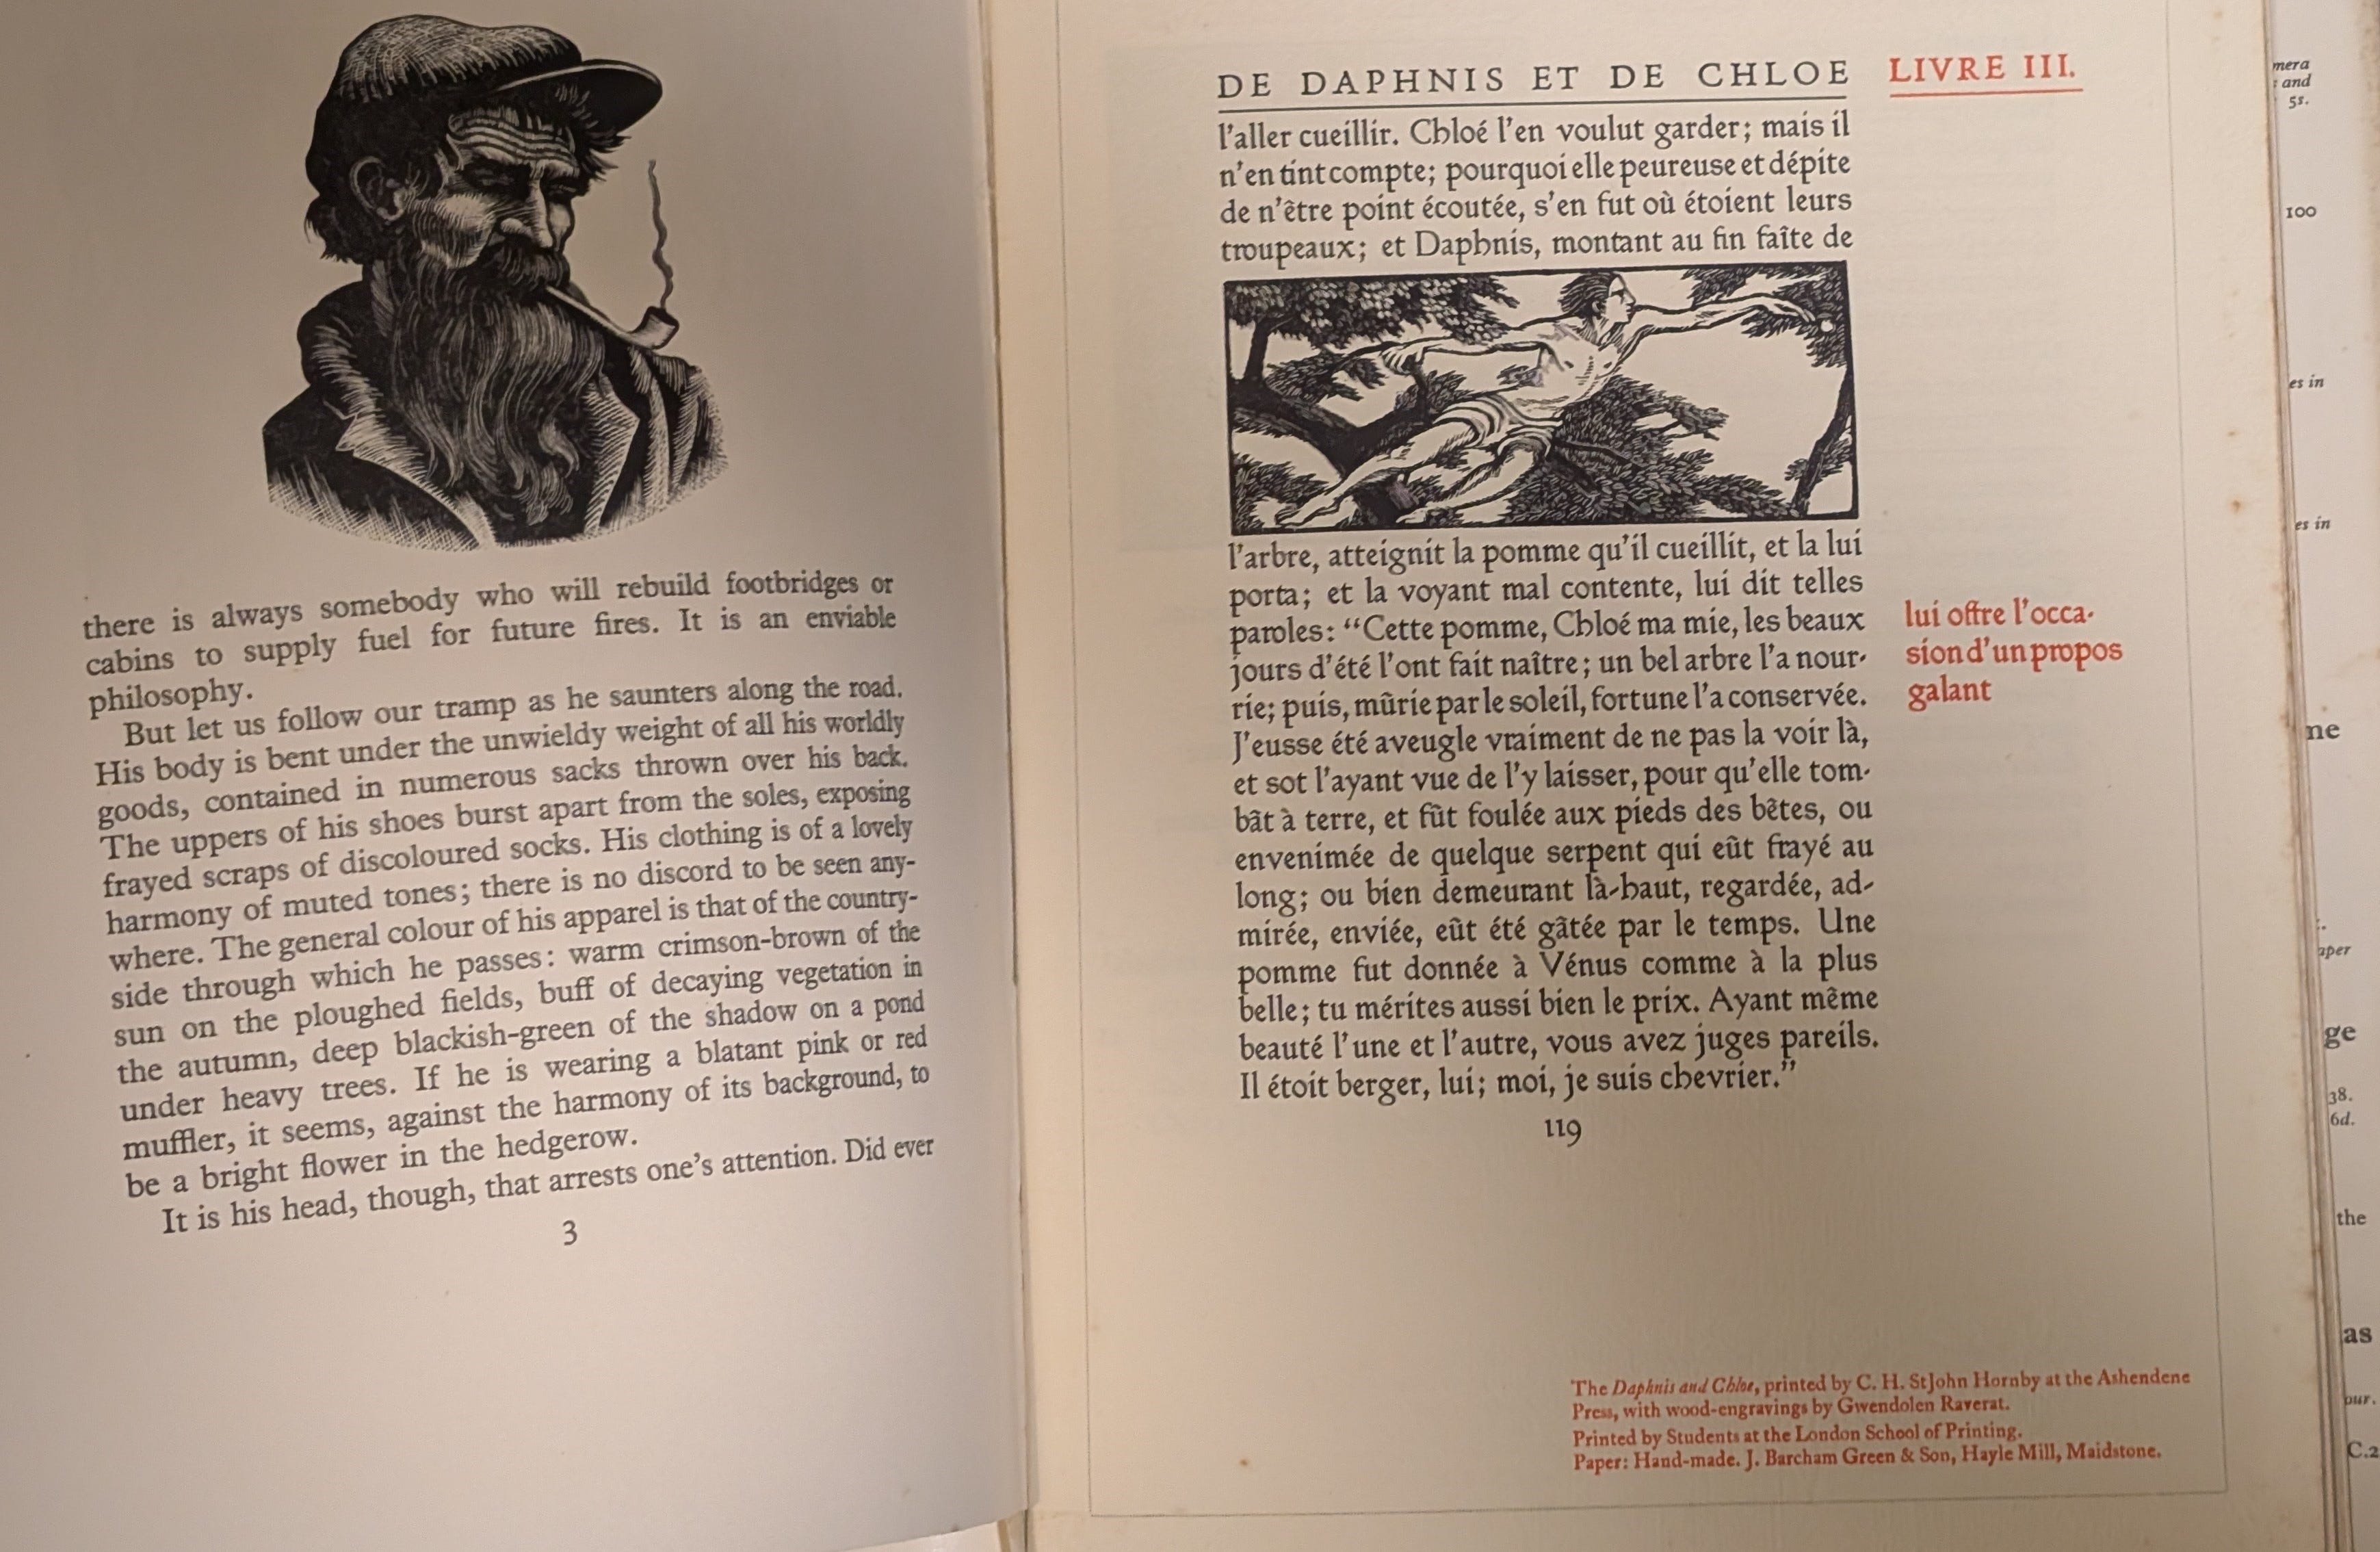 there is always somebody who will rebuild footbridges or
cabins to supply fuel for future fires. It is an enviable
philosophy.
But let us follow our tramp as he saunters along the road.
His body is bent under the unwieldy weight of all his worldly
goods, contained in numerous sacks thrown over his back.
The uppers of his shoes burst apart from the soles, exposing
frayed scraps of discoloured socks. His clothing is of a lovely
harmony of muted tones; there is no discord to be seen any-
where. The general colour of his apparel is that of the country-
side through which he passes: warm crimson-brown of the
sun on the ploughed fields, buff of decaying vegetation in
the autumn, deep blackish-green of the shadow on a pond
under heavy trees. If he is wearing a blatant pink or red
muffler, it seems, against the harmony of its background, to
be a bright flower in the hedgerow.
It is his head, though, that arrests one's attention. Did ever
3
DE DAPHNIS ET DE CHLOE LIVRE III.
l'aller cueillir. Chloé l'en voulut garder; mais il
n'en tint compte; pourquoi elle peureuse et dépite
de n'être point écoutée, s'en fut où étoient leurs
troupeaux; et Daphnis, montant au fin faîte de
l'arbre, atteignit la pomme qu'il cueillit, et la lui
porta; et la voyant mal contente, lui dit telles
paroles: “Cette pomme, Chloé ma mie, les beaux
jours d'été l'ont fait naître; un bel arbre l'a nour-
rie; puis, mûrie par le soleil, fortune l'a conservée.
J'eusse été aveugle vraiment de ne pas la voir là,
et sot l'ayant vue de l'y laisser, pour qu'elle tom-
bât à terre, et fût foulée aux pieds des bêtes, ou
envenimée de quelque serpent qui eût frayé au
long; ou bien demeurant là-haut, regardée, ad-
mirée, enviée, eût été gâtée par le temps. Une
pomme fut donnée à Vénus comme à la plus
belle; tu mérites aussi bien le prix. Ayant même
beauté l'une et l'autre, vous avez juges pareils.
Il étoit berger, lui; moi, je suis chevrier.”
119
lui offre l'occa-
sion d'un propos
galant
The Daphnis and Chloe, printed by C. H. StJohn Hornby at the Ashendene
Press, with wood-engravings by Gwendolen Raverat.
Printed by Students at the London School of Printing.
Paper: Hand-made. J. Barcham Green & Son, Hayle Mill, Maidstone.
mera
and
5s.
100
es in
es in
ne
aper
ge
38.
6d.
the
as
our.
C.2